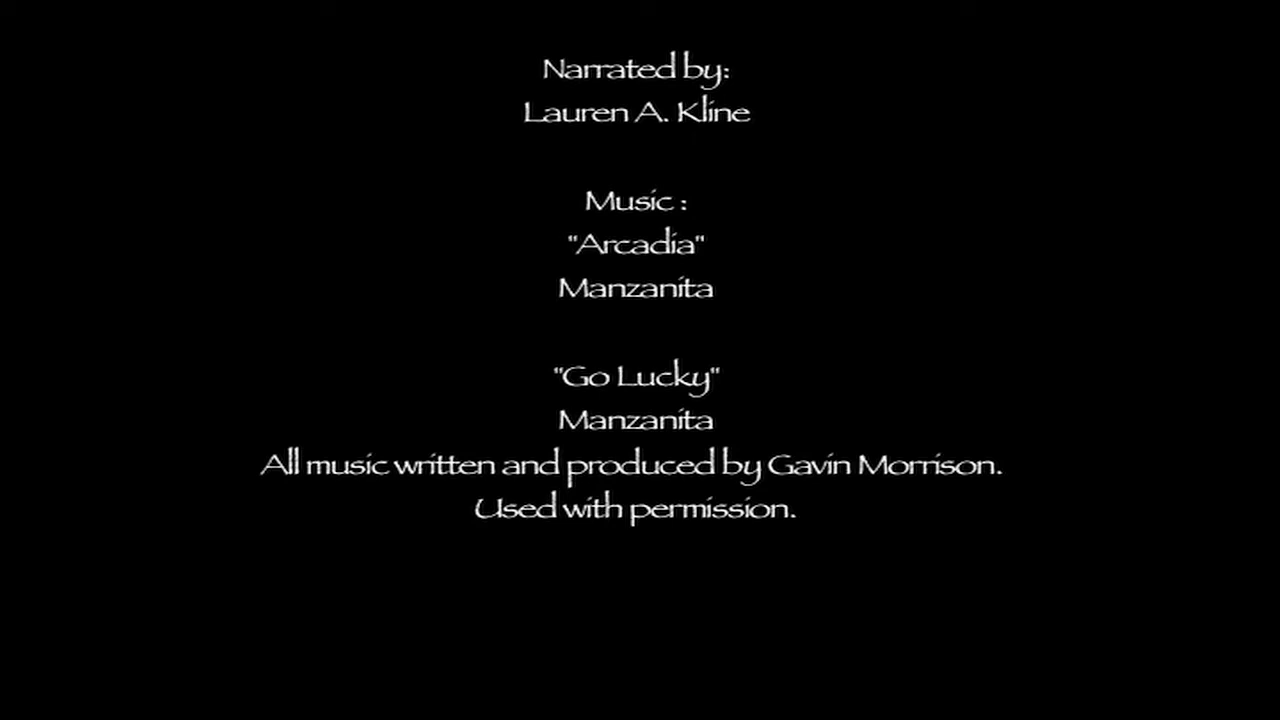 Narrated by:
Lauren A. Kline
Music :
"Arcadia"
Manzanita
"Go Lucky"
Manzanita
All music written and produced by Gavin Morrison.
Used with permission.